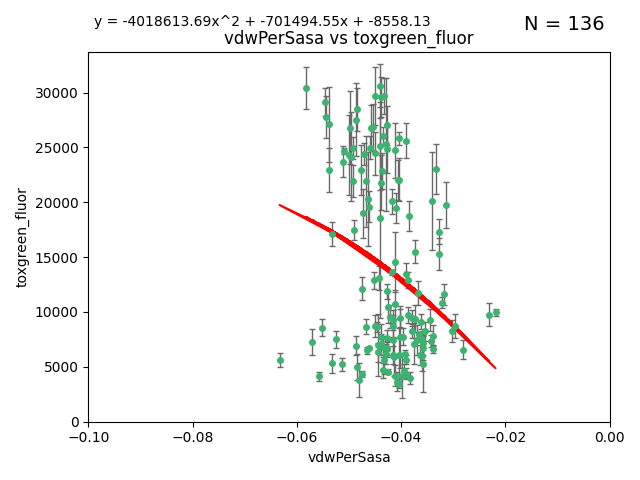 y = -4018613.69x^2 + -701494.55x + -8558.13
N = 136
vdwPerSasa vs toxgreen_fluor
30000
25000
20000
15000
10000
5000
0
toxgreen_fluor
−0.10
−0.08
−0.06
−0.04
−0.02
0.00
vdwPerSasa